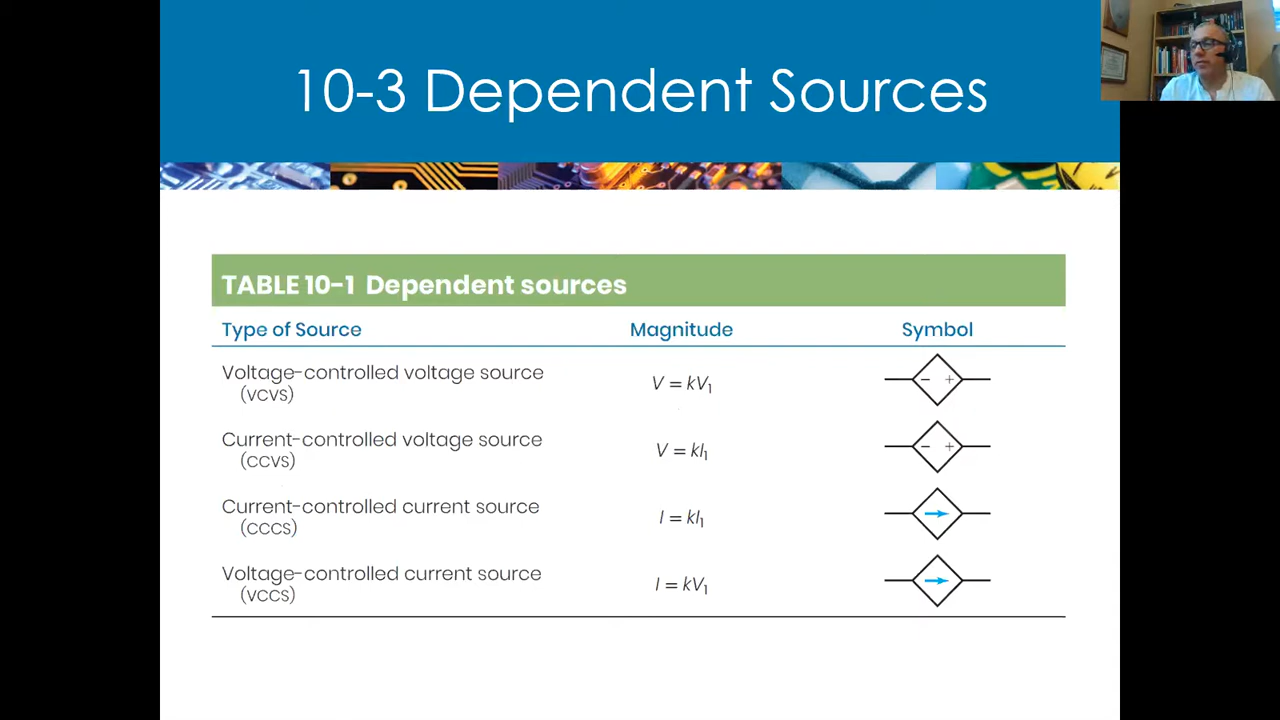 10-3 Dependent Sources
TABLE 10-1 Dependent sources
Type of Source Magnitude Symbol
Voltage-controlled voltage source
(VCVS)
V = kV₁
− +
Current-controlled voltage source
(CCVS)
V = kI₁
− +
Current-controlled current source
(CCCS)
I = kI₁
Voltage-controlled current source
(VCCS)
I = kV₁